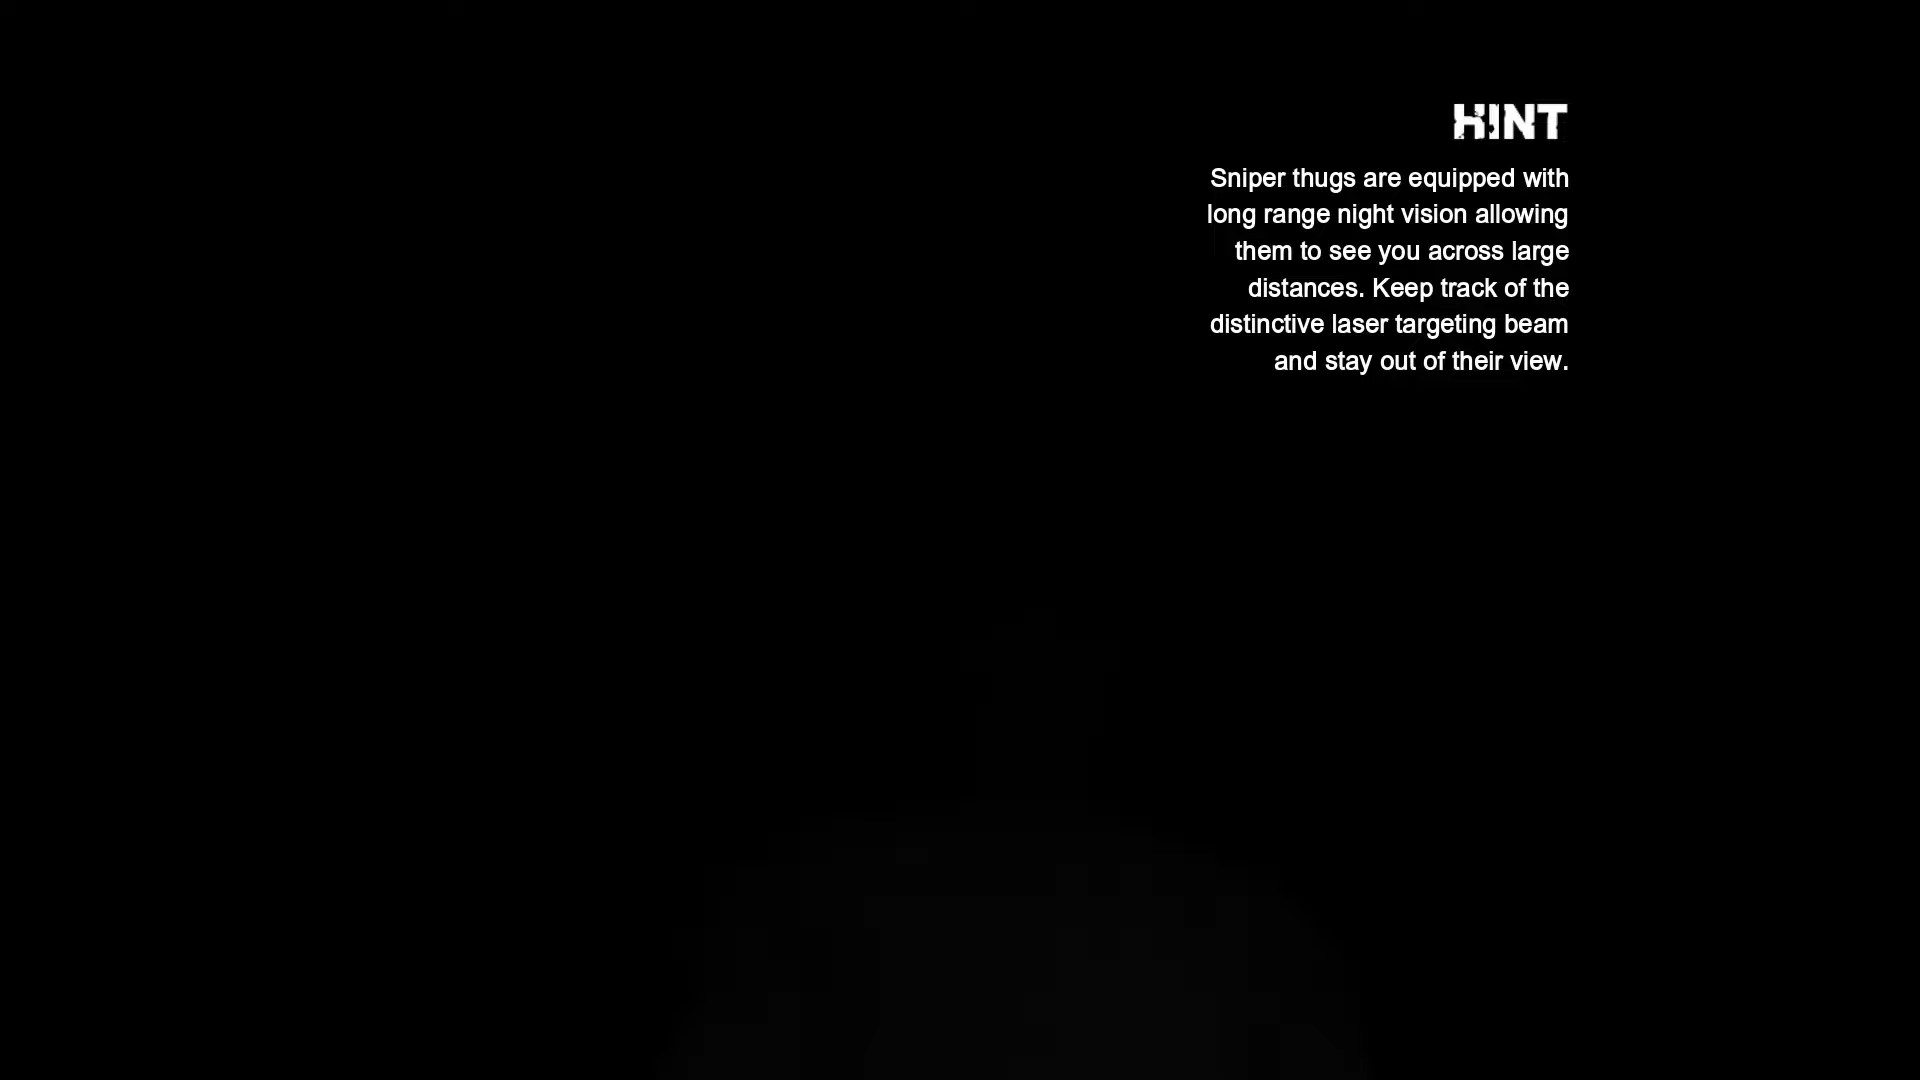 HINT
Sniper thugs are equipped with
long range night vision allowing
them to see you across large
distances. Keep track of the
distinctive laser targeting beam
and stay out of their view.